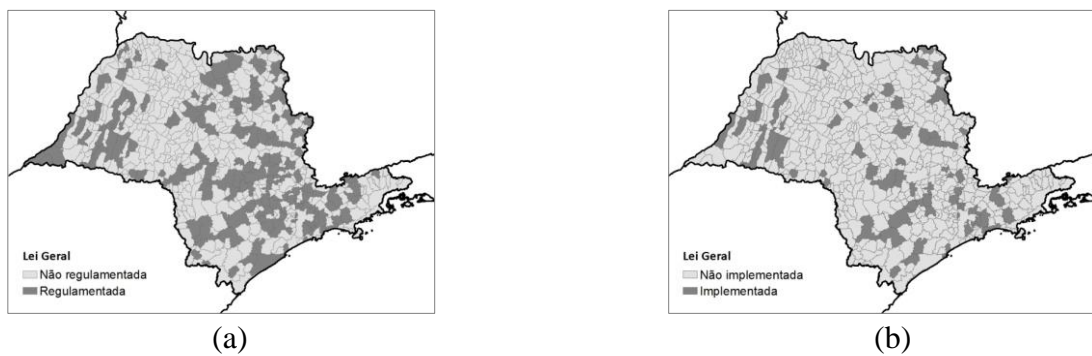 Lei Geral
Não regulamentada
Regulamentada
(a)
Lei Geral
Não implementada
Implementada
(b)